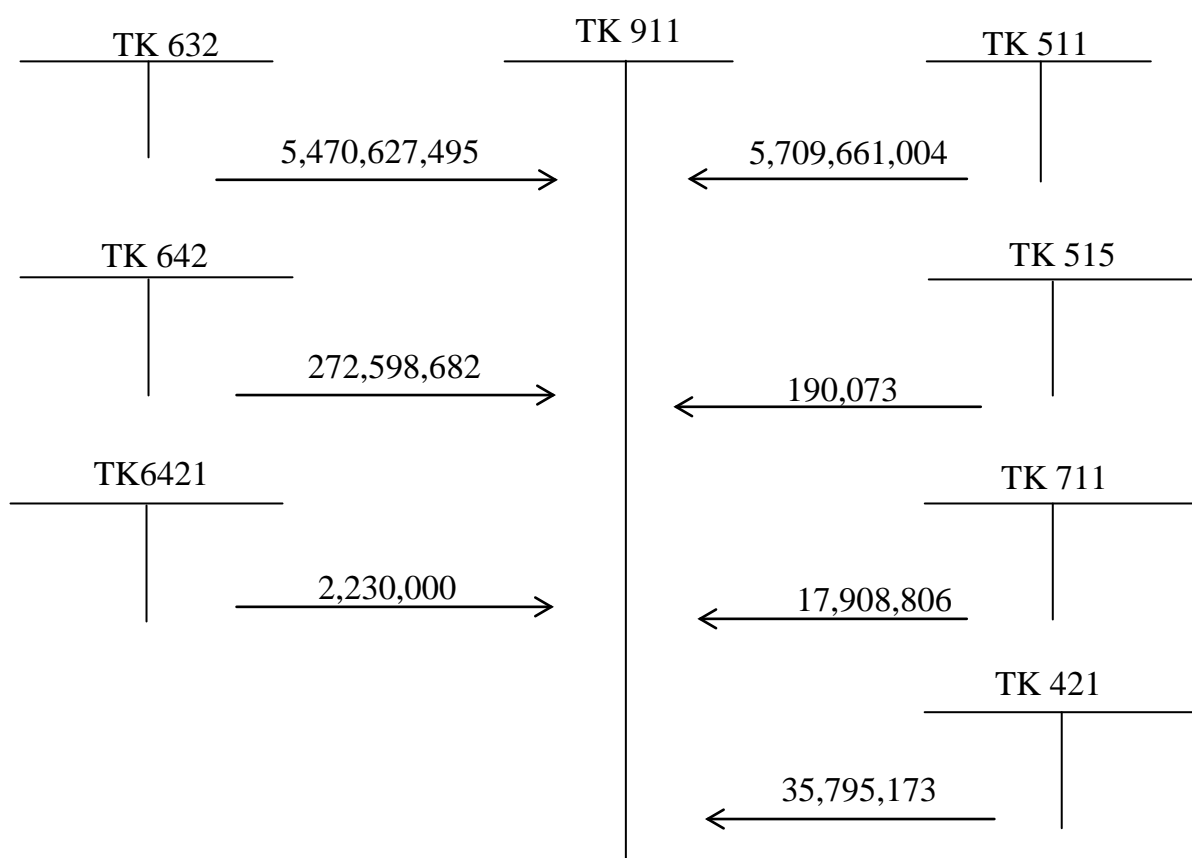 TK 632 TK 911 TK 511
5,470,627,495 5,709,661,004
TK 642 TK 515
272,598,682 190,073
TK6421 TK 711
2,230,000 17,908,806
TK 421
35,795,173